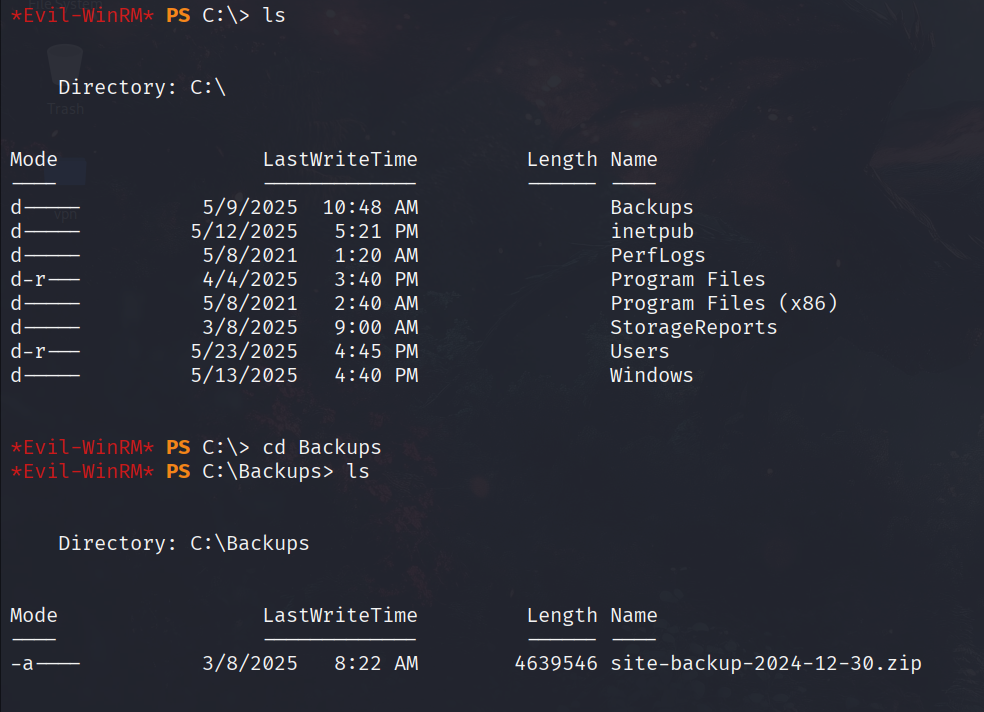 File System
*Evil-WinRM* PS C:\> ls
Trash
Directory: C:\
Mode LastWriteTime Length Name
---- ------------- ------ ----
d----- 5/9/2025 10:48 AM Backups
vpn
d----- 5/12/2025 5:21 PM inetpub
d----- 5/8/2021 1:20 AM PerfLogs
d-r--- 4/4/2025 3:40 PM Program Files
d----- 5/8/2021 2:40 AM Program Files (x86)
d----- 3/8/2025 9:00 AM StorageReports
d-r--- 5/23/2025 4:45 PM Users
d----- 5/13/2025 4:40 PM Windows
*Evil-WinRM* PS C:\> cd Backups
*Evil-WinRM* PS C:\Backups> ls
Directory: C:\Backups
Mode LastWriteTime Length Name
---- ------------- ------ ----
-a---- 3/8/2025 8:22 AM 4639546 site-backup-2024-12-30.zip